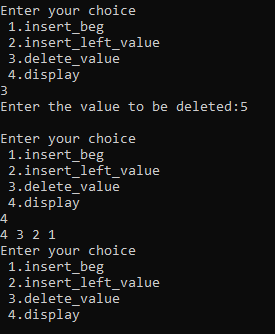 Enter your choice
1.insert_beg
2.insert_left_value
3.delete_value
4.display
3
Enter the value to be deleted:5
Enter your choice
1.insert_beg
2.insert_left_value
3.delete_value
4.display
4
4 3 2 1
Enter your choice
1.insert_beg
2.insert_left_value
3.delete_value
4.display